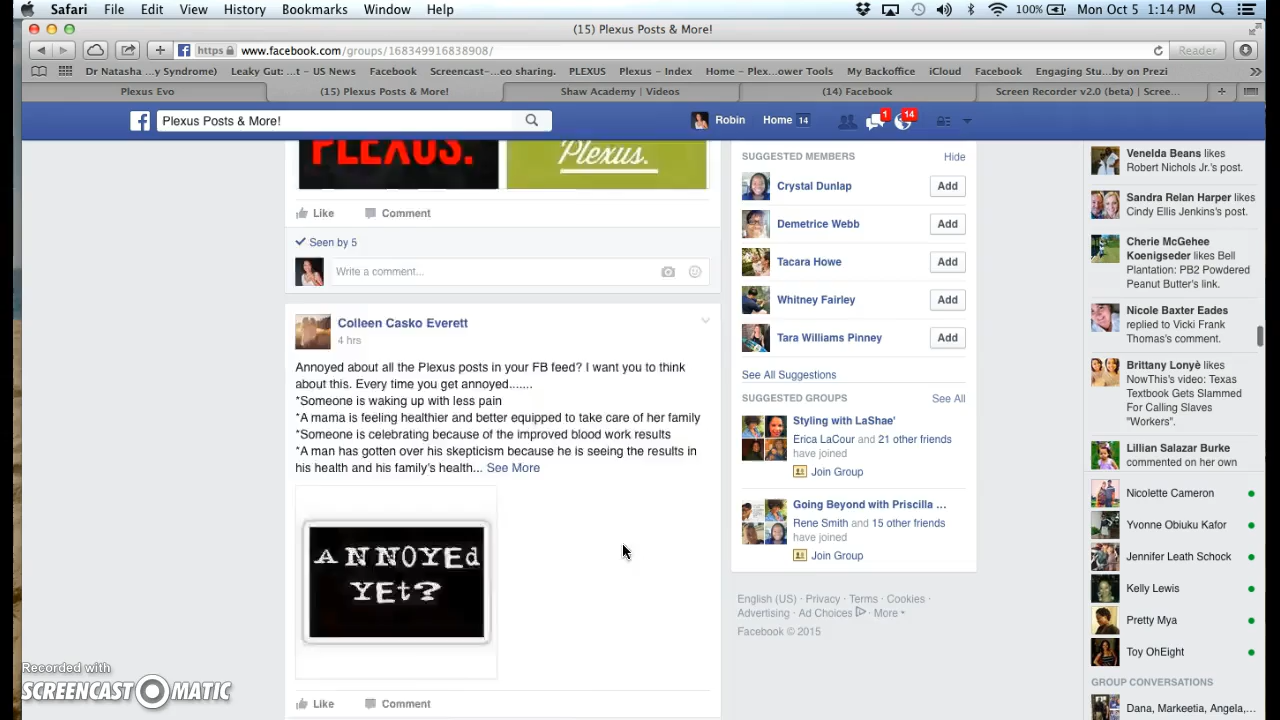 Safari File Edit View History Bookmarks Window Help 100% Mon Oct 5 1:14 PM
(15) Plexus Posts & More!
https www.facebook.com/groups/168349916838908/ Reader
Dr Natasha ...y Syndrome) Leaky Gut: ...t - US News Facebook Screencast-...eo sharing. PLEXUS Plexus - Index Home - Plex...ower Tools My Backoffice iCloud Facebook Engaging Stu...by on Prezi
Plexus Evo (15) Plexus Posts & More! Shaw Academy | Videos (14) Facebook Screen Recorder v2.0 (beta) | Scree...
Plexus Posts & More! Robin Home 14 1 14
PLEXUS. Plexus.
Like Comment
Seen by 5
Write a comment...
Colleen Casko Everett
4 hrs
Annoyed about all the Plexus posts in your FB feed? I want you to think
about this. Every time you get annoyed.......
*Someone is waking up with less pain
*A mama is feeling healthier and better equipped to take care of her family
*Someone is celebrating because of the improved blood work results
*A man has gotten over his skepticism because he is seeing the results in
his health and his family's health... See More
ANNOYEd
YEt?
Like Comment
SUGGESTED MEMBERS Hide
Crystal Dunlap Add
Demetrice Webb Add
Tacara Howe Add
Whitney Fairley Add
Tara Williams Pinney Add
See All Suggestions
SUGGESTED GROUPS See All
Styling with LaShae'
Erica LaCour and 21 other friends
have joined
Join Group
Going Beyond with Priscilla ...
Rene Smith and 15 other friends
have joined
Join Group
English (US) · Privacy · Terms · Cookies ·
Advertising · Ad Choices · More
Facebook © 2015
Venelda Beans likes
Robert Nichols Jr.'s post.
Sandra Relan Harper likes
Cindy Ellis Jenkins's post.
Cherie McGehee
Koenigseder likes Bell
Plantation: PB2 Powdered
Peanut Butter's link.
Nicole Baxter Eades
replied to Vicki Frank
Thomas's comment.
Brittany Lonyè likes
NowThis's video: Texas
Textbook Gets Slammed
For Calling Slaves
"Workers".
Lillian Salazar Burke
commented on her own
Nicolette Cameron
Yvonne Obiuku Kafor
Jennifer Leath Schock
Kelly Lewis
Pretty Mya
Toy OhEight
GROUP CONVERSATIONS
Dana, Markeetia, Angela,...
Recorded with
SCREENCAST O MATIC